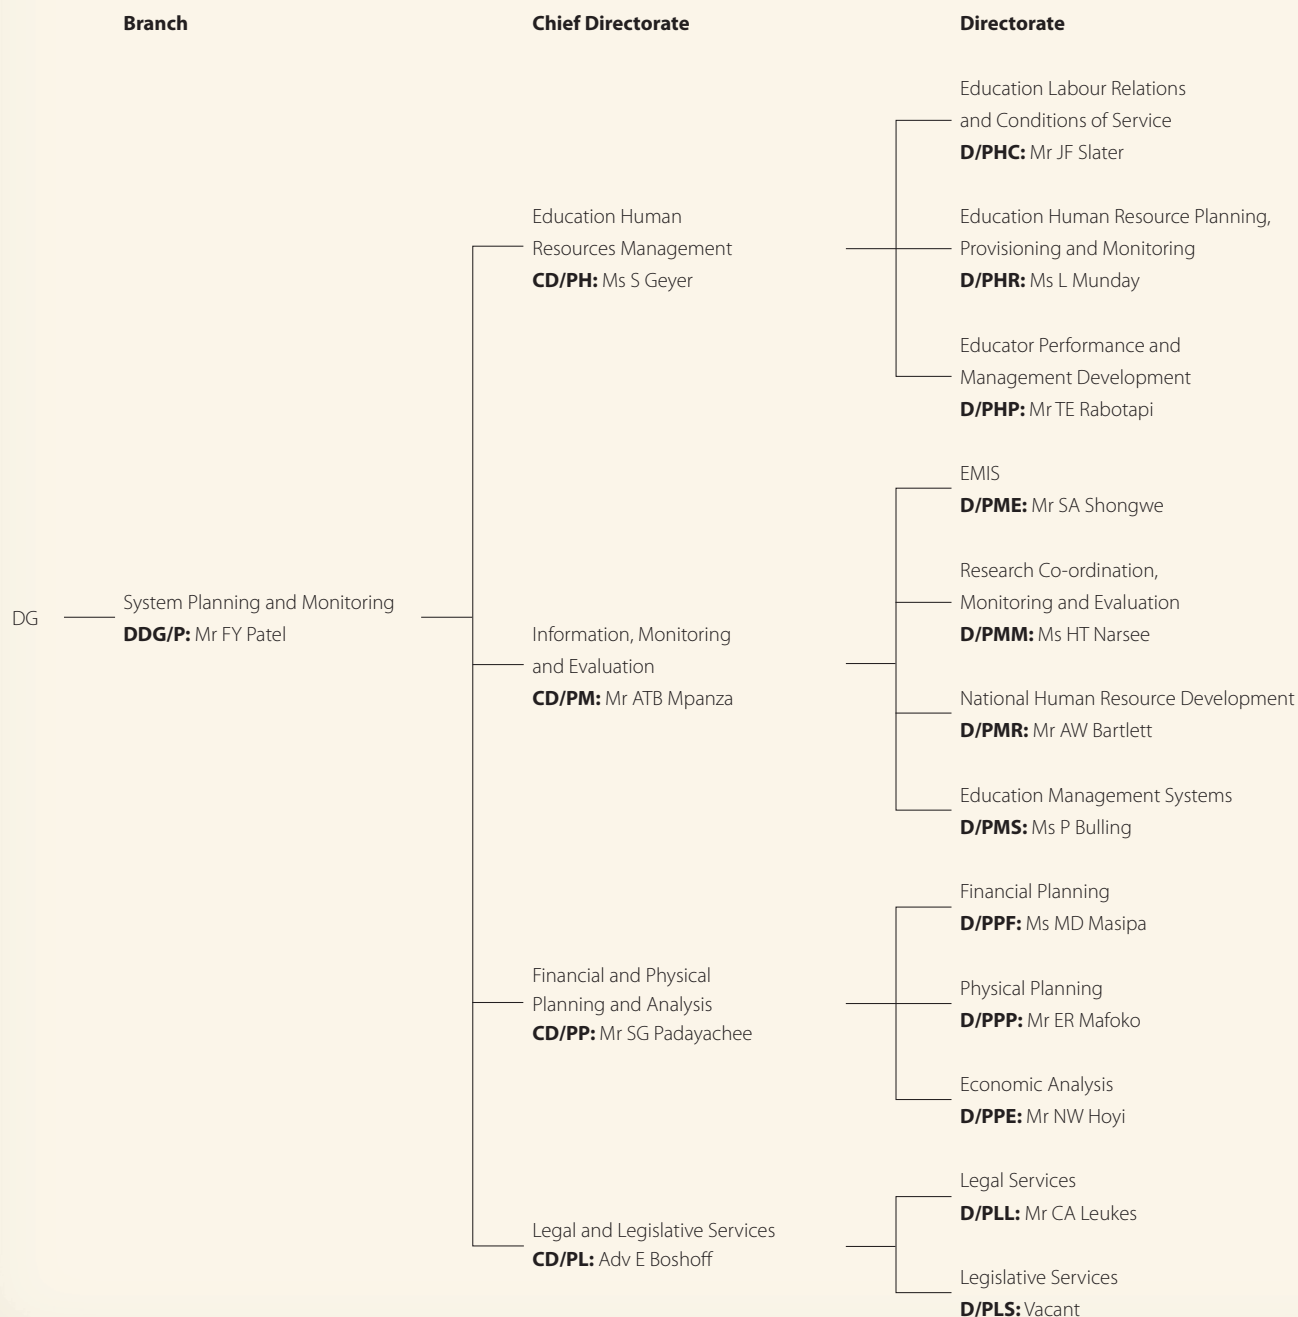 Branch
Chief Directorate
Directorate
DG
System Planning and Monitoring
DDG/P: Mr FY Patel
Education Human
Resources Management
CD/PH: Ms S Geyer
Education Labour Relations
and Conditions of Service
D/PHC: Mr JF Slater
Education Human Resource Planning,
Provisioning and Monitoring
D/PHR: Ms L Munday
Educator Performance and
Management Development
D/PHP: Mr TE Rabotapi
Information, Monitoring
and Evaluation
CD/PM: Mr ATB Mpanza
EMIS
D/PME: Mr SA Shongwe
Research Co-ordination,
Monitoring and Evaluation
D/PMM: Ms HT Narsee
National Human Resource Development
D/PMR: Mr AW Bartlett
Education Management Systems
D/PMS: Ms P Bulling
Financial and Physical
Planning and Analysis
CD/PP: Mr SG Padayachee
Financial Planning
D/PPF: Ms MD Masipa
Physical Planning
D/PPP: Mr ER Mafoko
Economic Analysis
D/PPE: Mr NW Hoyi
Legal and Legislative Services
CD/PL: Adv E Boshoff
Legal Services
D/PLL: Mr CA Leukes
Legislative Services
D/PLS: Vacant